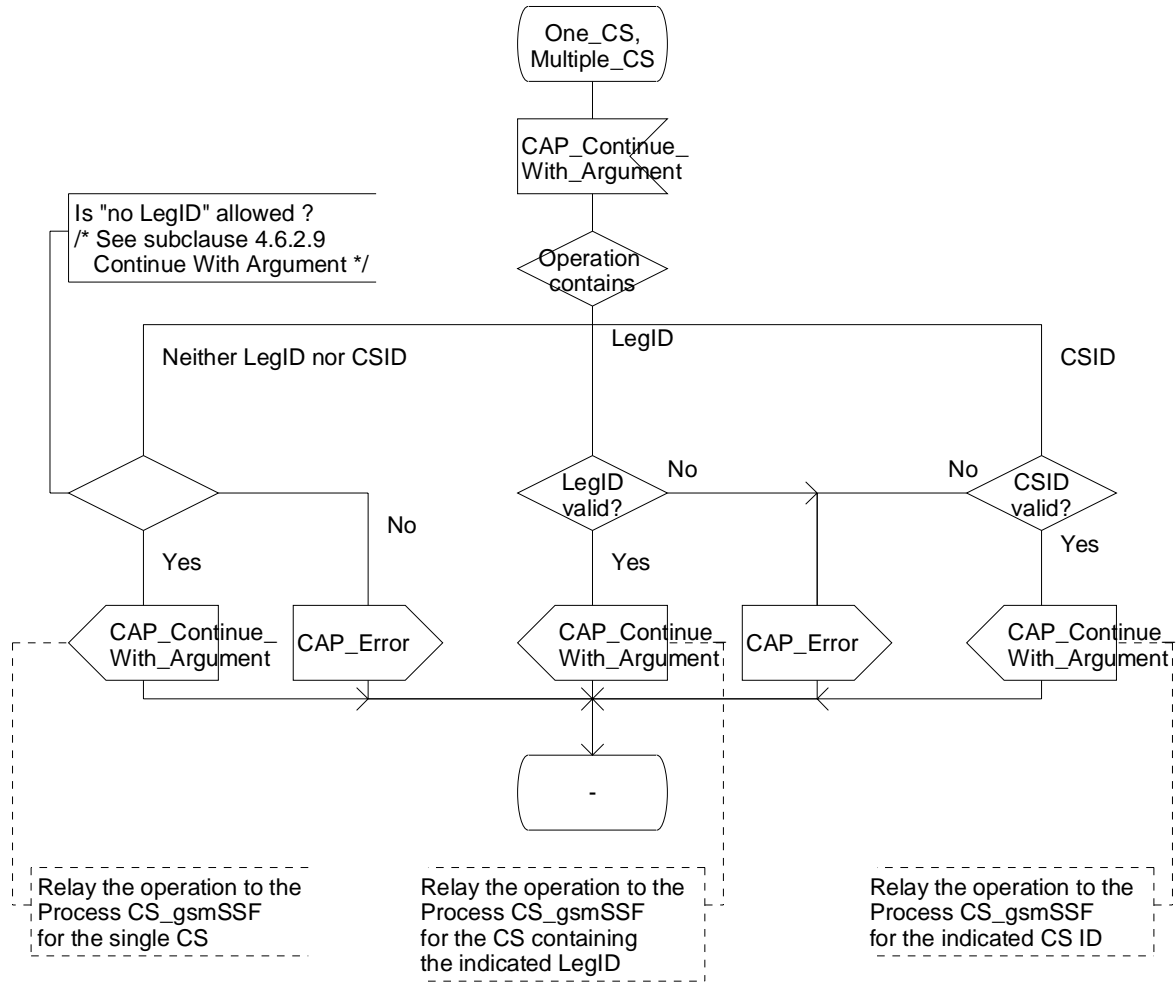 One_CS,
Multiple_CS
CAP_Continue_
With_Argument
Is "no LegID" allowed ?
/* See subclause 4.6.2.9
Continue With Argument */
Operation
contains
Neither LegID nor CSID
LegID
CSID
No
LegID
valid?
No
No
CSID
valid?
Yes
Yes
Yes
CAP_Continue_
With_Argument
CAP_Error
CAP_Continue_
With_Argument
CAP_Error
CAP_Continue_
With_Argument
-
Relay the operation to the
Process CS_gsmSSF
for the single CS
Relay the operation to the
Process CS_gsmSSF
for the CS containing
the indicated LegID
Relay the operation to the
Process CS_gsmSSF
for the indicated CS ID